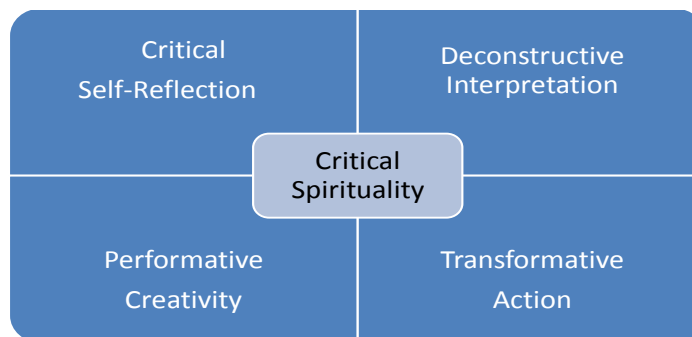 Critical
Self-Reflection
Deconstructive
Interpretation
Critical
Spirituality
Performative
Creativity
Transformative
Action